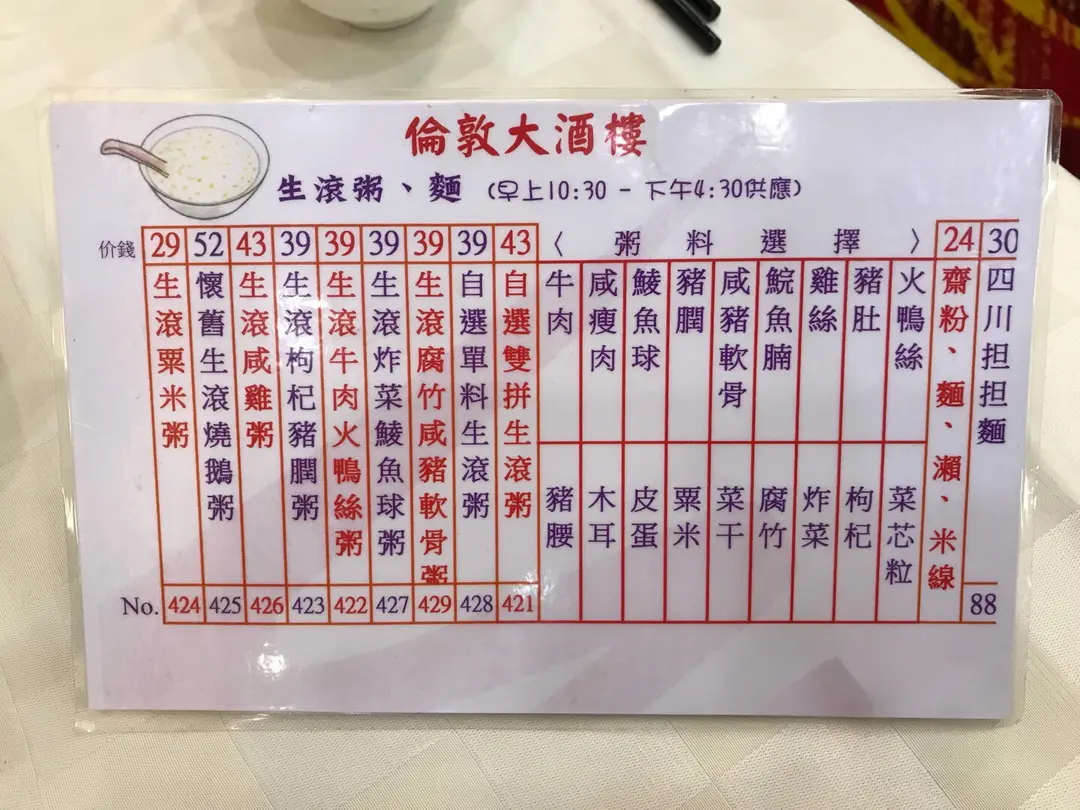 倫敦大酒樓
生滾粥、麵 (早上10:30 - 下午4:30供應)
价錢 29 52 43 39 39 39 39 39 43 〈 粥料選擇 〉 24 30
生滾粟米粥
懷舊生滾燒鵝粥
生滾咸雞粥
生滾枸杞豬膶粥
生滾牛肉火鴨絲粥
生滾炸菜鯪魚球粥
生滾腐竹咸豬軟骨粥
自選單料生滾粥
自選雙拼生滾粥
牛肉
咸瘦肉
鯪魚球
豬膶
咸豬軟骨
鯇魚腩
雞絲
豬肚
火鴨絲
豬腰
木耳
皮蛋
粟米
菜干
腐竹
炸菜
枸杞
菜芯粒
齋粉、麵、瀨、米線
四川担担麵
No. 424 425 426 423 422 427 429 428 421 88